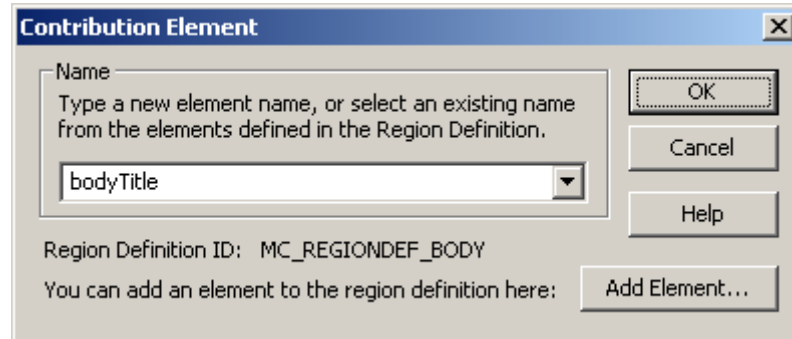 Contribution Element
Name
Type a new element name, or select an existing name
from the elements defined in the Region Definition.
bodyTitle
OK
Cancel
Help
Region Definition ID: MC_REGIONDEF_BODY
You can add an element to the region definition here:
Add Element...